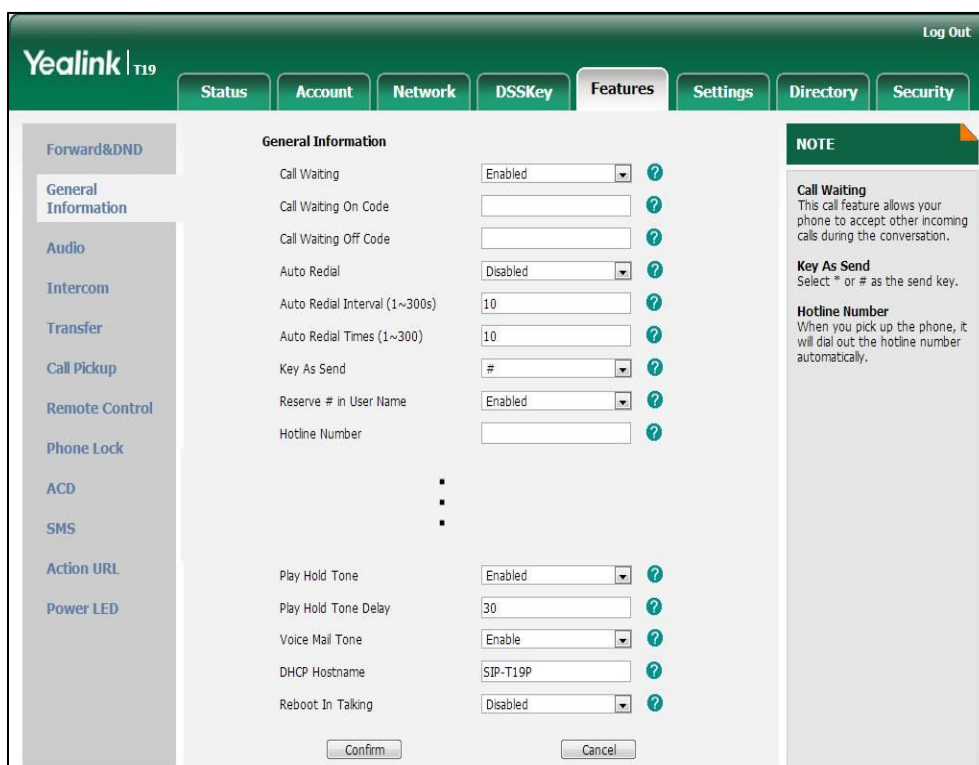 Log Out
Yealink T19
Status Account Network DSSKey Features Settings Directory Security
Forward&DND
General
Information
Audio
Intercom
Transfer
Call Pickup
Remote Control
Phone Lock
ACD
SMS
Action URL
Power LED
General Information
Call Waiting Enabled ?
Call Waiting On Code ?
Call Waiting Off Code ?
Auto Redial Disabled ?
Auto Redial Interval (1~300s) 10 ?
Auto Redial Times (1~300) 10 ?
Key As Send # ?
Reserve # in User Name Enabled ?
Hotline Number ?
Play Hold Tone Enabled ?
Play Hold Tone Delay 30 ?
Voice Mail Tone Enable ?
DHCP Hostname SIP-T19P ?
Reboot In Talking Disabled ?
Confirm Cancel
NOTE
Call Waiting
This call feature allows your
phone to accept other incoming
calls during the conversation.
Key As Send
Select * or # as the send key.
Hotline Number
When you pick up the phone, it
will dial out the hotline number
automatically.